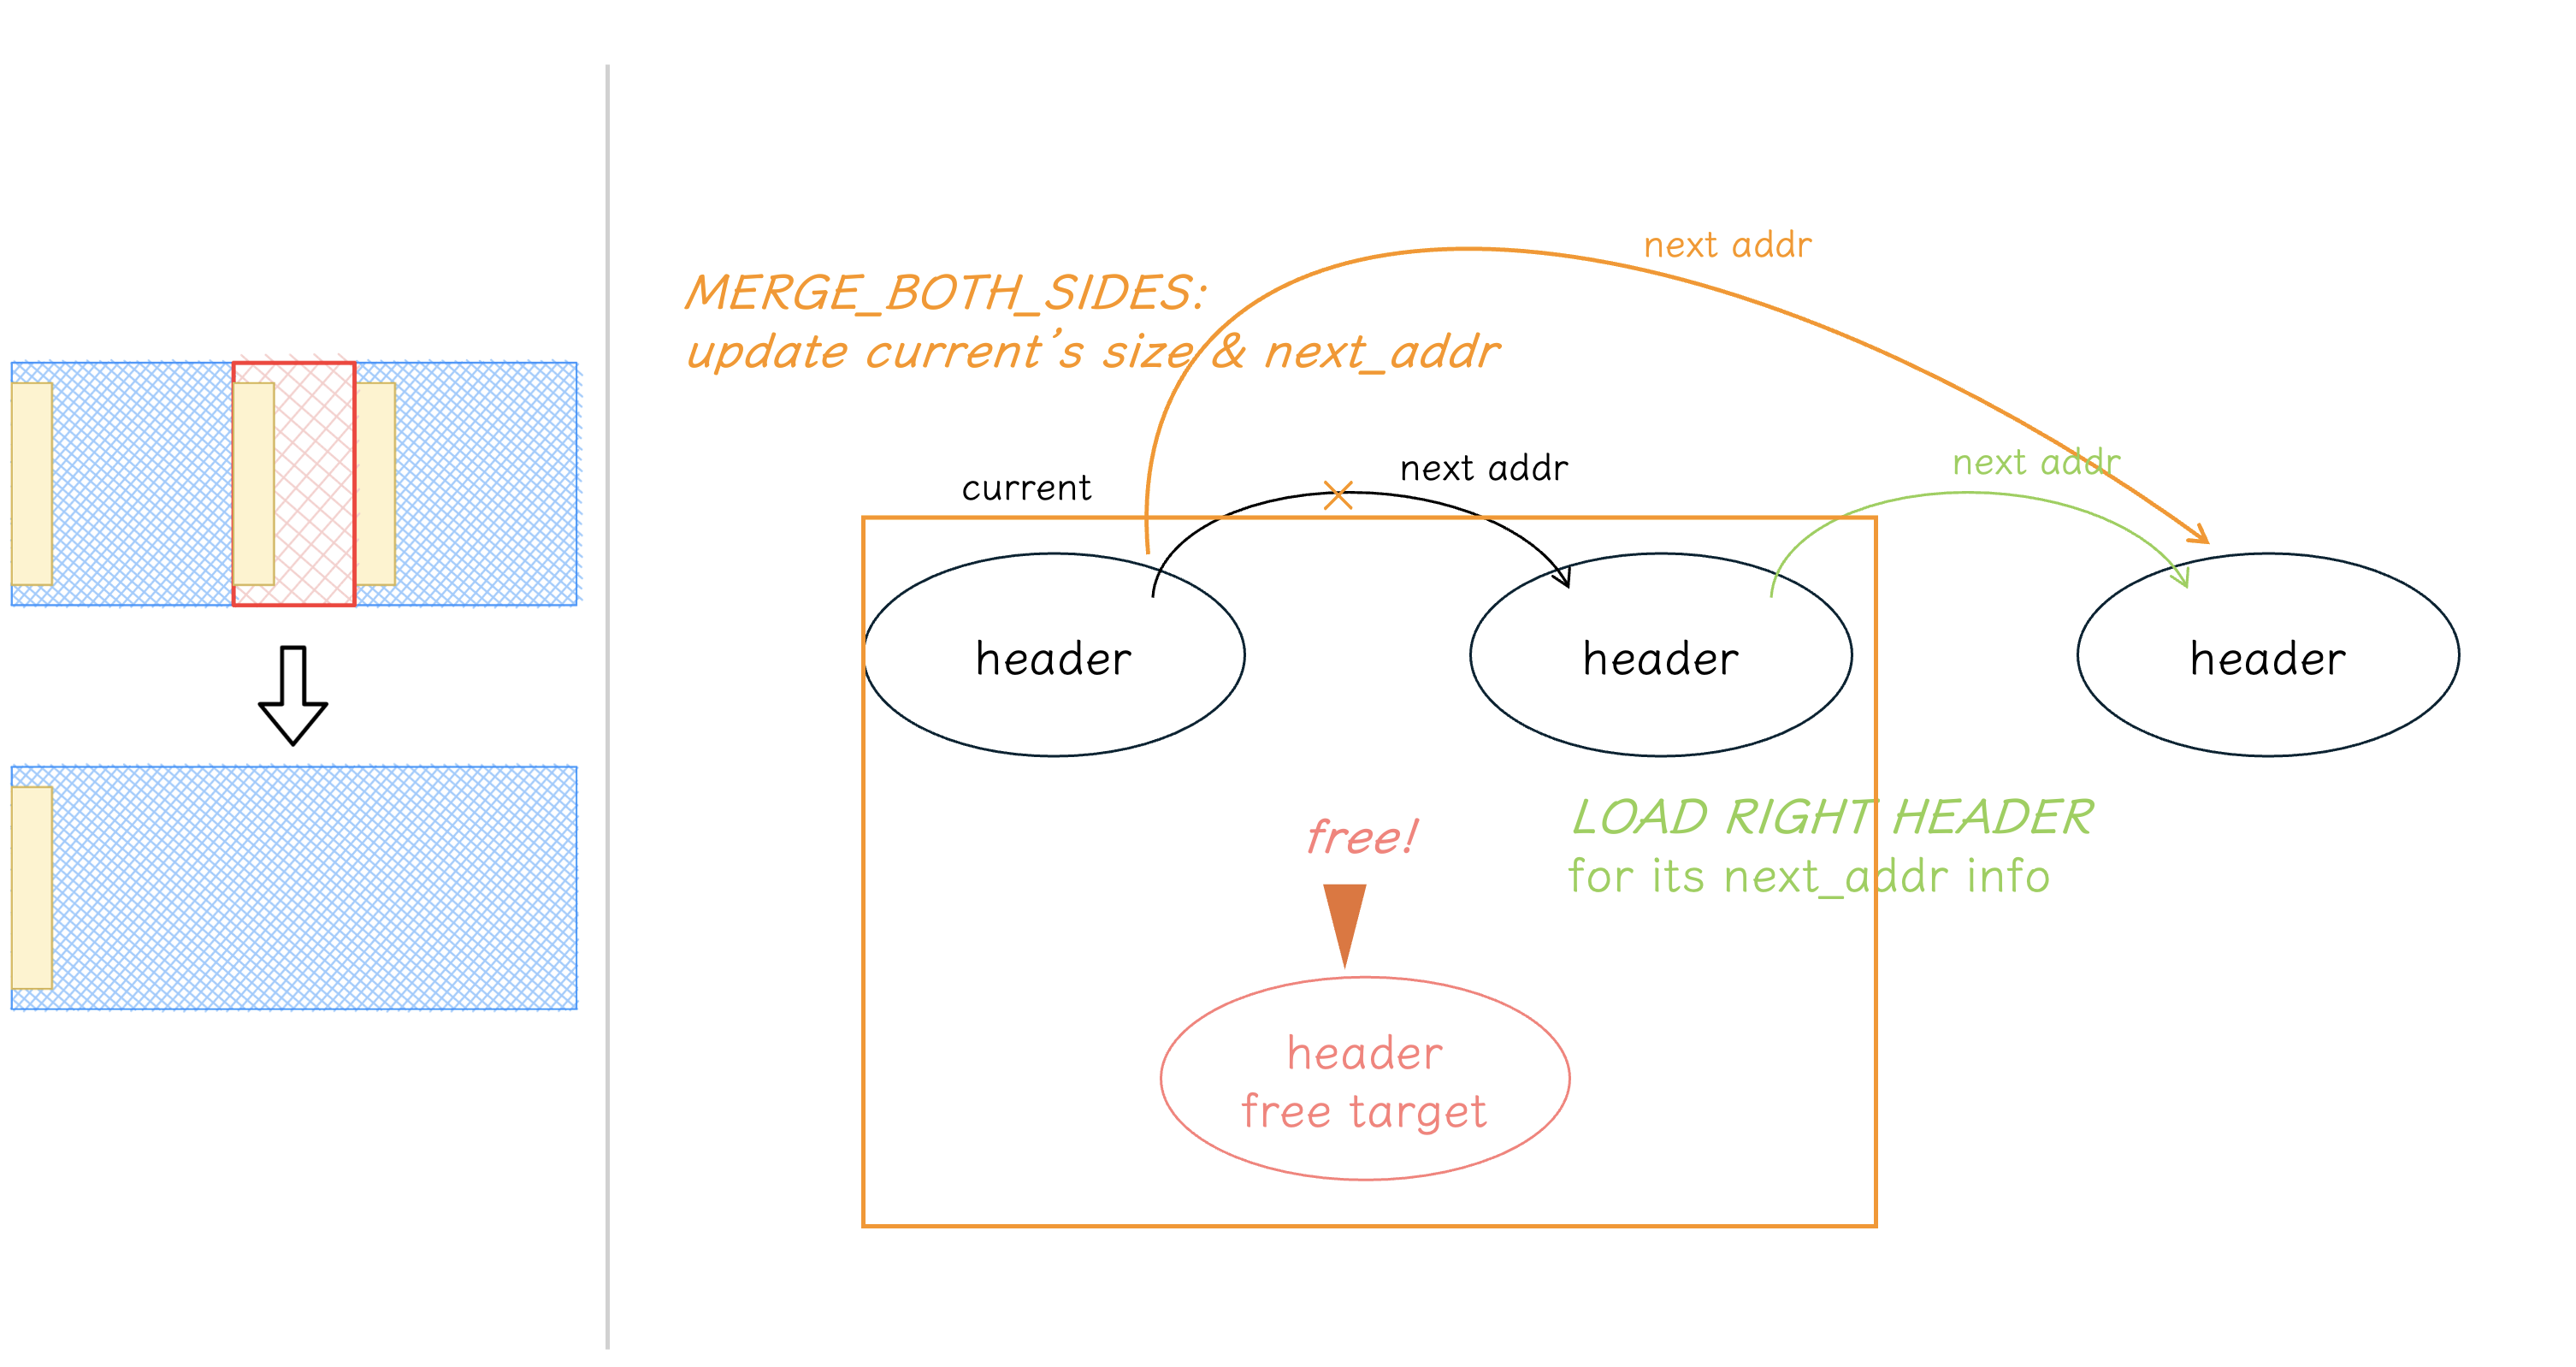 next addr
MERGE_BOTH_SIDES:
update current's size & next_addr
current
next addr
next addr
header
header
header
LOAD RIGHT HEADER
for its next_addr info
free!
header
free target